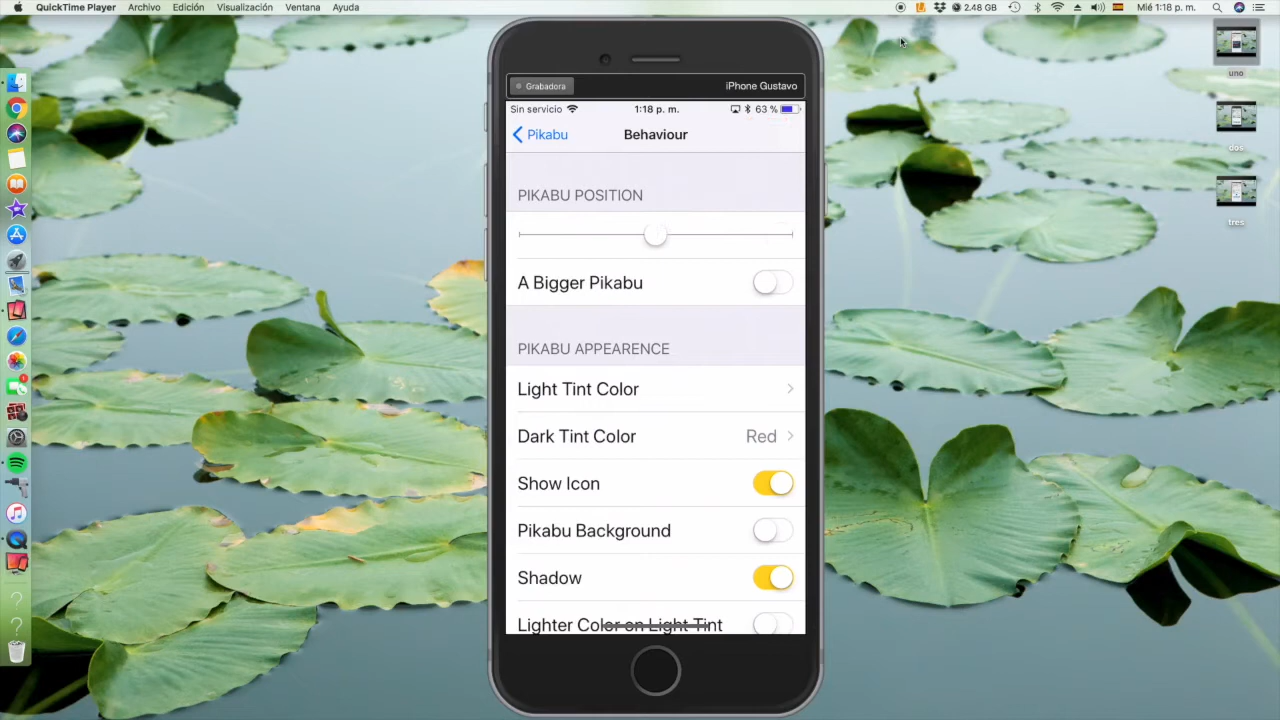 QuickTime Player Archivo Edición Visualización Ventana Ayuda 2.48 GB Mié 1:18 p. m.
uno
dos
tres
Grabadora iPhone Gustavo
Sin servicio 1:18 p. m. 63 %
Pikabu Behaviour
PIKABU POSITION
A Bigger Pikabu
PIKABU APPEARENCE
Light Tint Color
Dark Tint Color Red
Show Icon
Pikabu Background
Shadow
Lighter Color on Light Tint